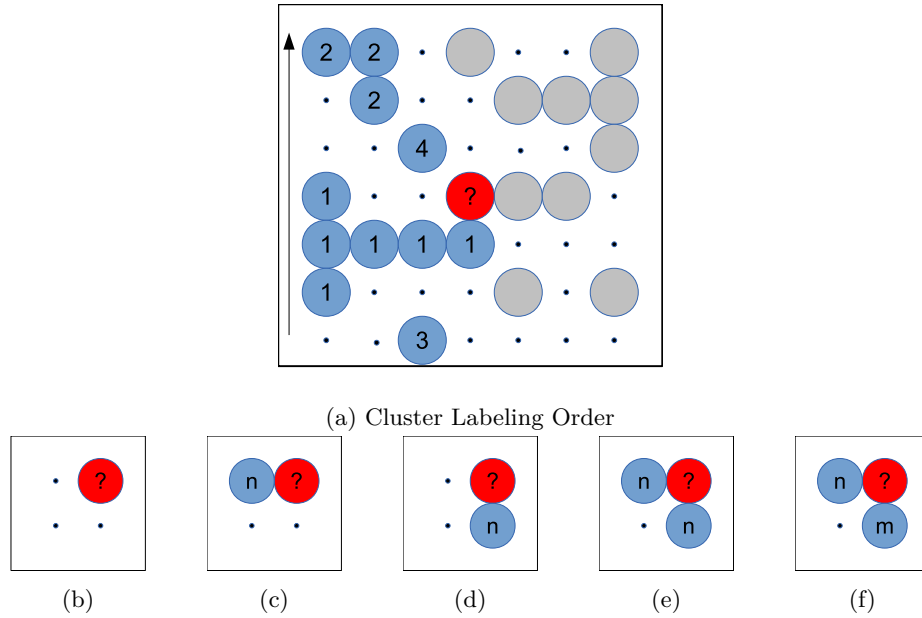 2 2
2
4
1 ?
1 1 1 1
1
3
(a) Cluster Labeling Order
? n ? ? n ? n ?
n n m
(b) (c) (d) (e) (f)